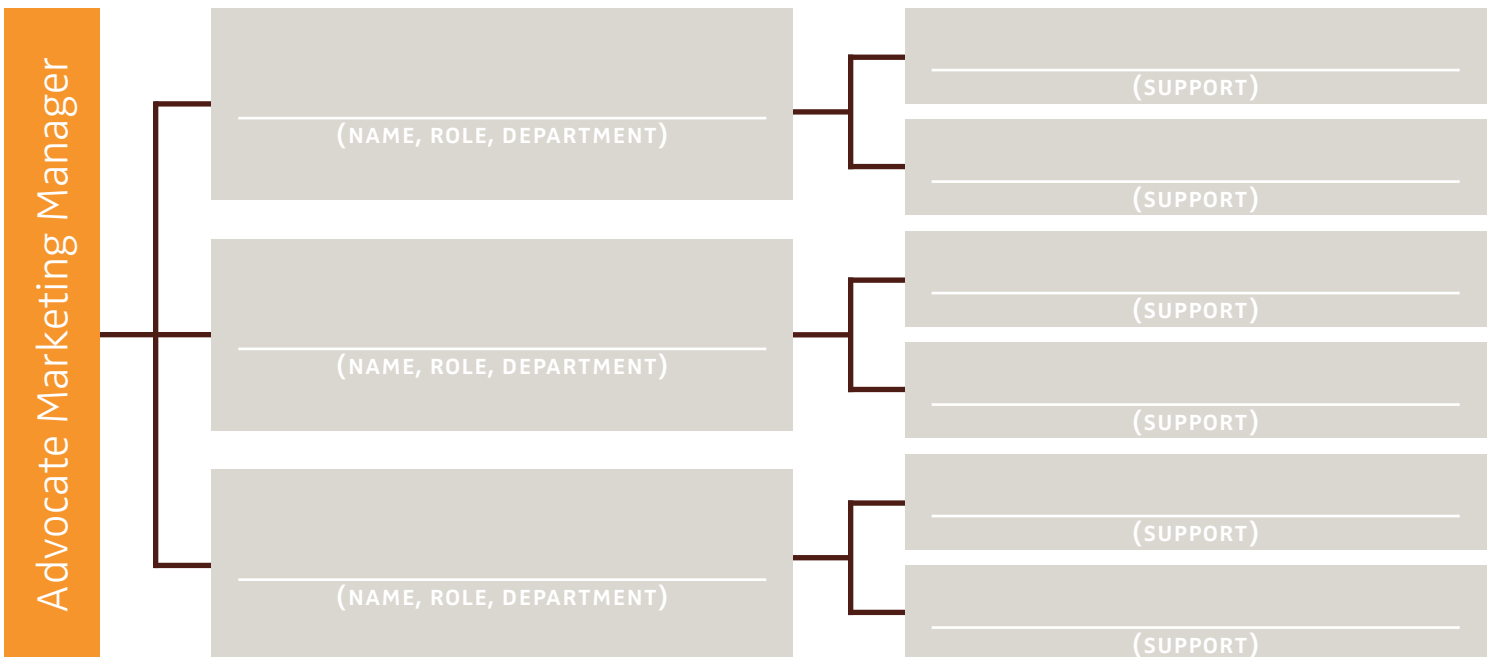 Advocate Marketing Manager
(NAME, ROLE, DEPARTMENT)
(SUPPORT)
(SUPPORT)
(NAME, ROLE, DEPARTMENT)
(SUPPORT)
(SUPPORT)
(NAME, ROLE, DEPARTMENT)
(SUPPORT)
(SUPPORT)